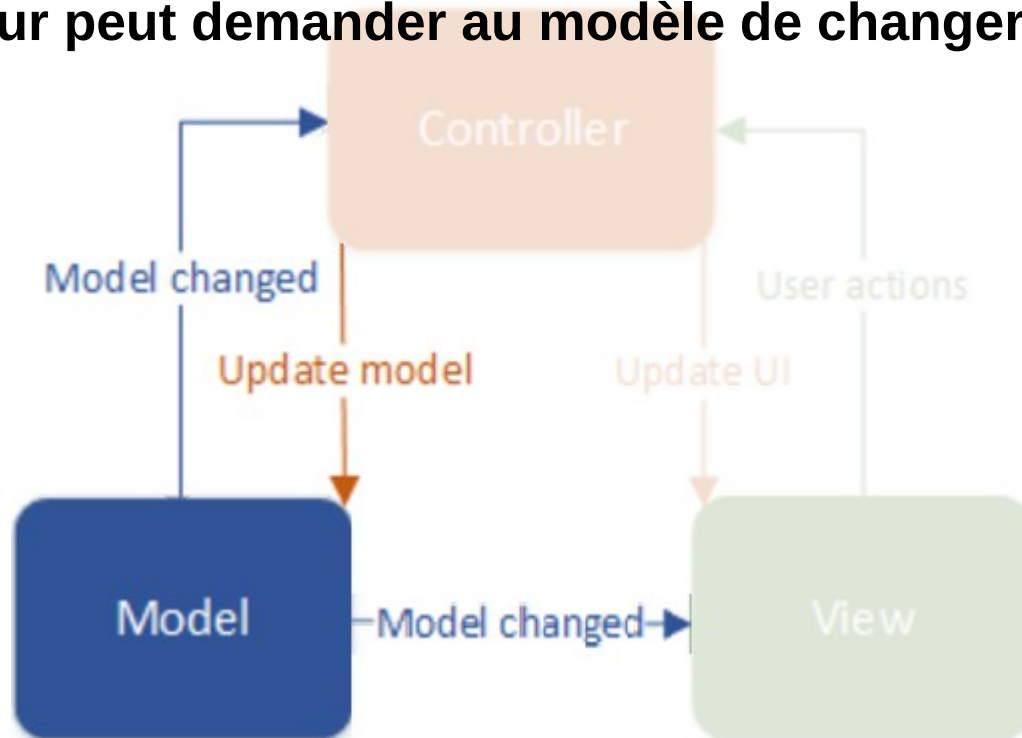 ur peut demander au modèle de changer
Controller
Model changed
User actions
Update model
Update UI
Model
Model changed
View